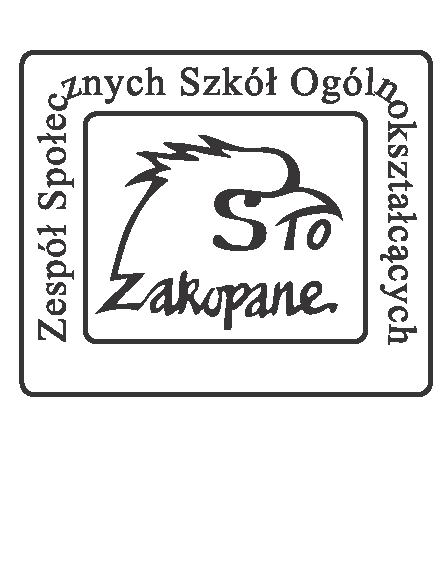 Zespół Społecznych Szkół Ogólnokształcących
STO
Zakopane